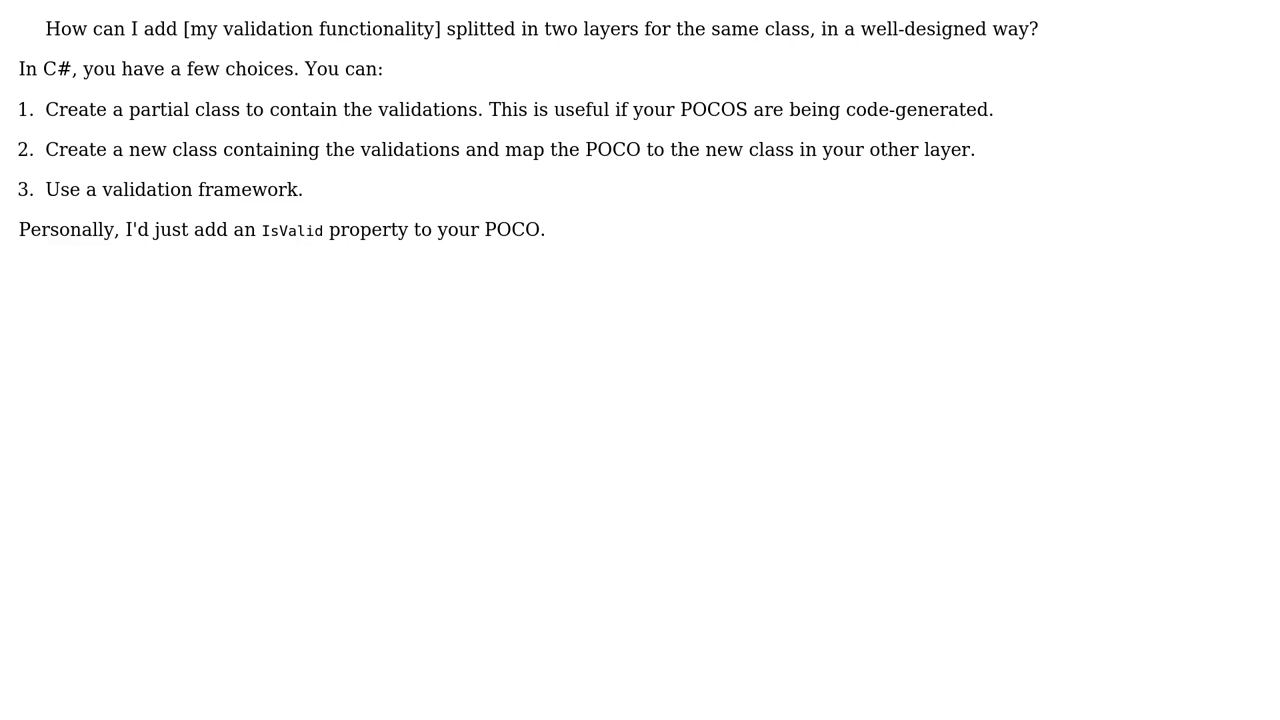 How can I add [my validation functionality] splitted in two layers for the same class, in a well-designed way?
In C#, you have a few choices. You can:
1. Create a partial class to contain the validations. This is useful if your POCOS are being code-generated.
2. Create a new class containing the validations and map the POCO to the new class in your other layer.
3. Use a validation framework.
Personally, I'd just add an IsValid property to your POCO.